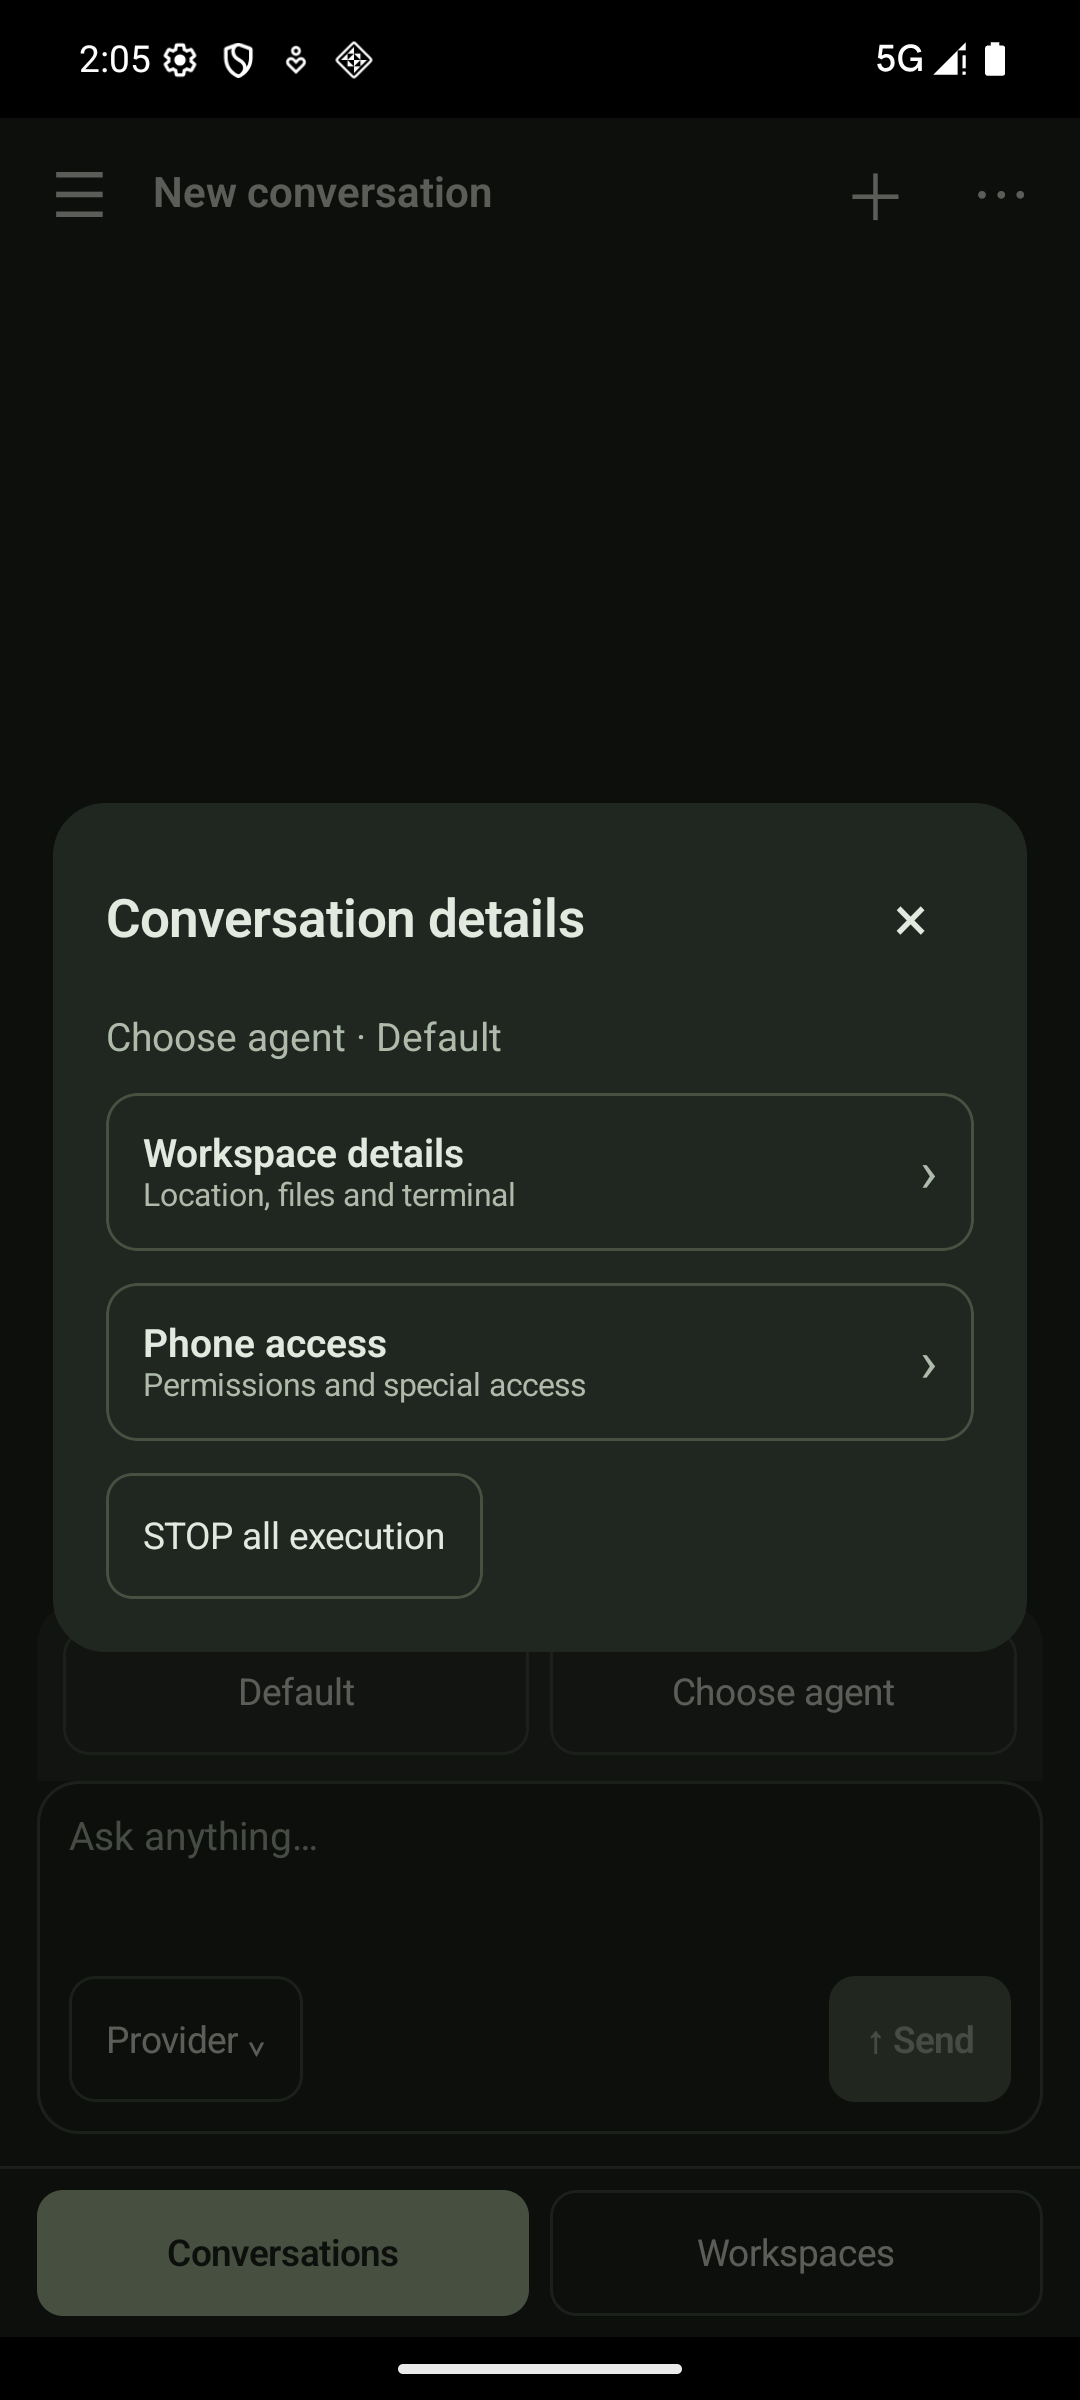 2:05
5G
New conversation
Conversation details
Choose agent · Default
Workspace details
Location, files and terminal
Phone access
Permissions and special access
STOP all execution
Default
Choose agent
Ask anything…
Provider
↑ Send
Conversations
Workspaces